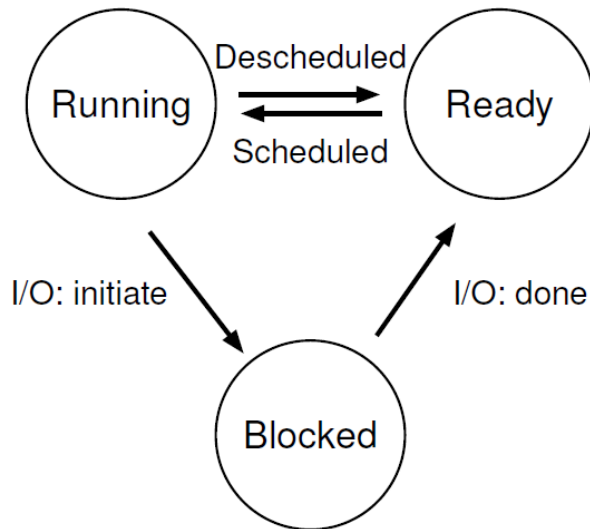 Descheduled
Running
Ready
Scheduled
I/O: initiate
I/O: done
Blocked